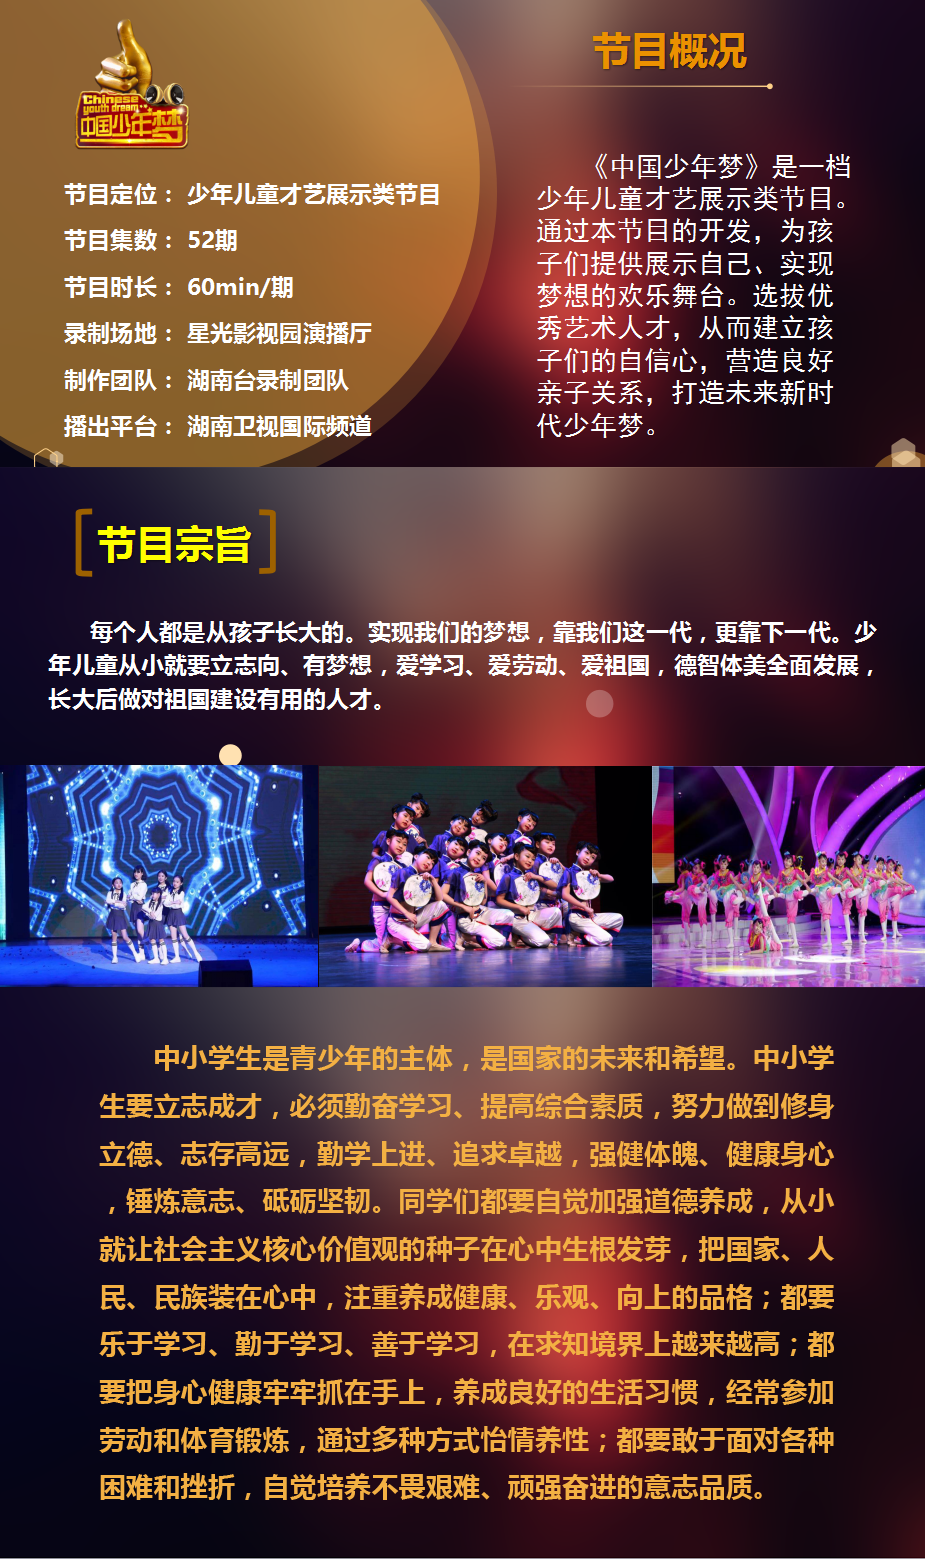 Chinese
youth dream
中国少年梦
节目定位： 少年儿童才艺展示类节目
节目集数： 52期
节目时长： 60min/期
录制场地： 星光影视园演播厅
制作团队： 湖南台录制团队
播出平台： 湖南卫视国际频道
节目概况
《中国少年梦》是一档
少年儿童才艺展示类节目。
通过本节目的开发，为孩
子们提供展示自己、实现
梦想的欢乐舞台。选拔优
秀艺术人才，从而建立孩
子们的自信心，营造良好
亲子关系，打造未来新时
代少年梦。
节目宗旨
每个人都是从孩子长大的。实现我们的梦想，靠我们这一代，更靠下一代。少
年儿童从小就要立志向、有梦想，爱学习、爱劳动、爱祖国，德智体美全面发展，
长大后做对祖国建设有用的人才。
中小学生是青少年的主体，是国家的未来和希望。中小学
生要立志成才，必须勤奋学习、提高综合素质，努力做到修身
立德、志存高远，勤学上进、追求卓越，强健体魄、健康身心
，锤炼意志、砥砺坚韧。同学们都要自觉加强道德养成，从小
就让社会主义核心价值观的种子在心中生根发芽，把国家、人
民、民族装在心中，注重养成健康、乐观、向上的品格；都要
乐于学习、勤于学习、善于学习，在求知境界上越来越高；都
要把身心健康牢牢抓在手上，养成良好的生活习惯，经常参加
劳动和体育锻炼，通过多种方式怡情养性；都要敢于面对各种
困难和挫折，自觉培养不畏艰难、顽强奋进的意志品质。